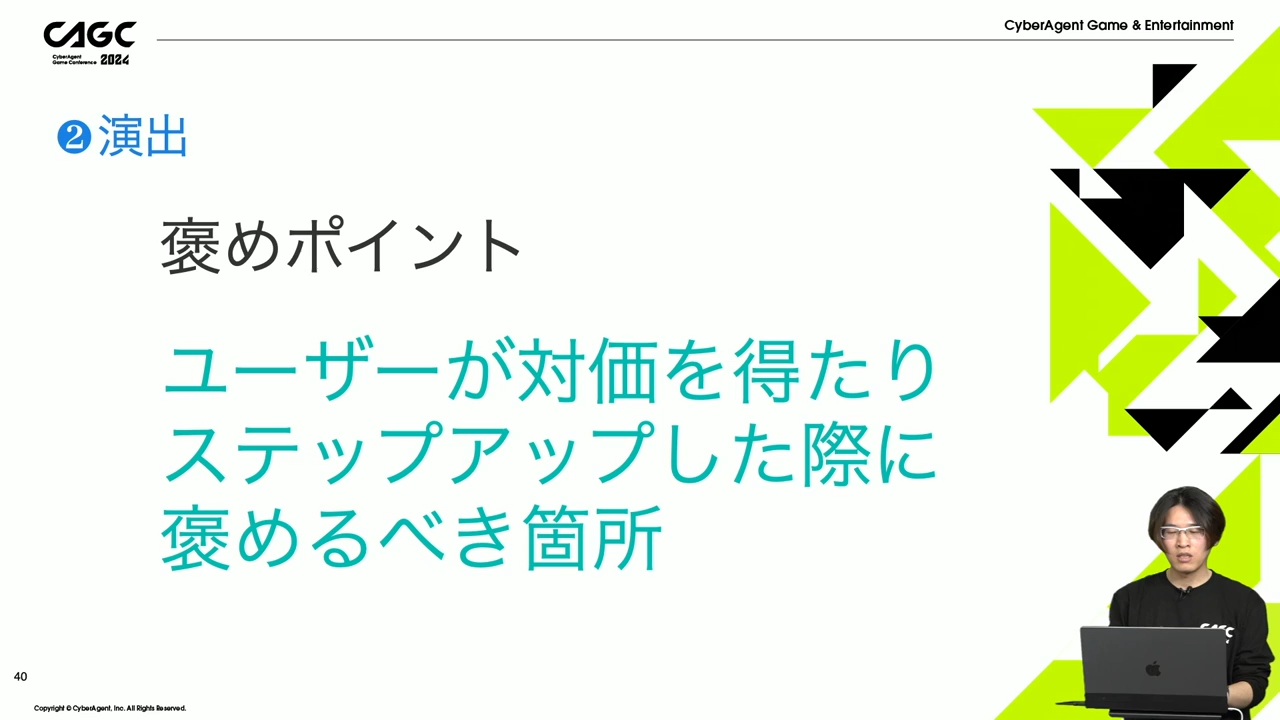 CAGC
CyberAgent
Game Conference 2024
CyberAgent Game & Entertainment
❷演出
褒めポイント
ユーザーが対価を得たり
ステップアップした際に
褒めるべき箇所
CAGC
40
Copyright © CyberAgent, Inc. All Rights Reserved.